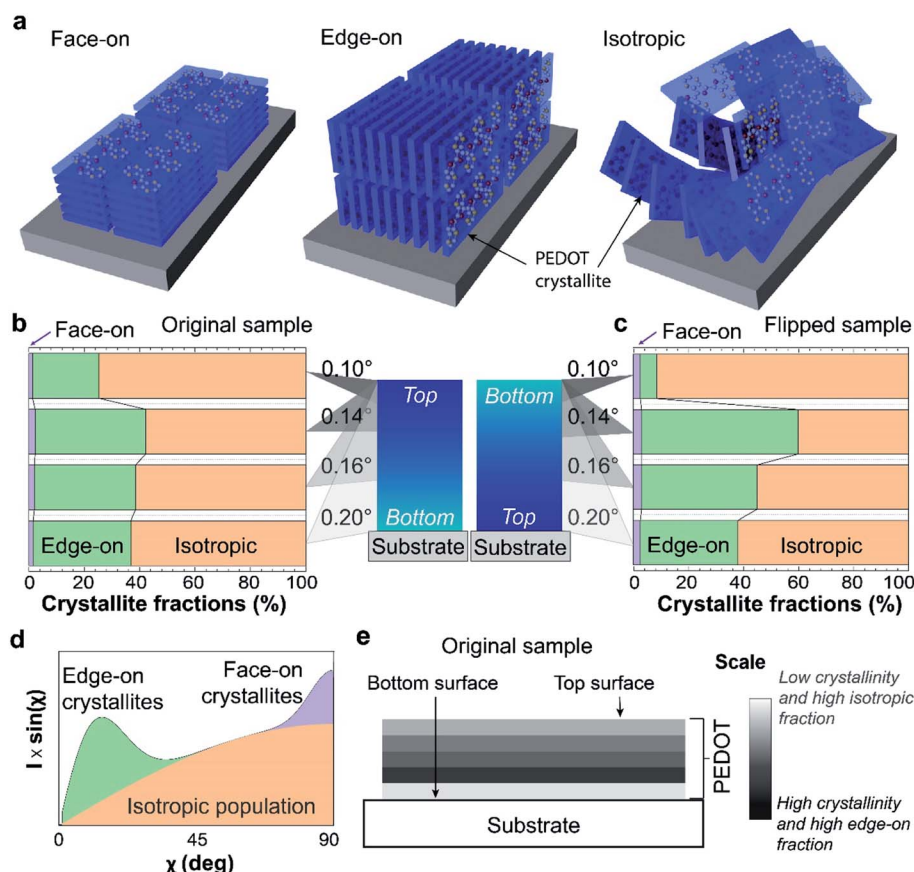 a
Face-on
Edge-on
Isotropic
PEDOT
crystallite
b
Face-on
Original sample
0.10°
0.14°
0.16°
0.20°
Edge-on
Isotropic
0 20 40 60 80 100
Crystallite fractions (%)
Top
Bottom
Substrate
Bottom
Top
Substrate
c
Face-on
Flipped sample
0.10°
0.14°
0.16°
0.20°
Edge-on
Isotropic
0 20 40 60 80 100
Crystallite fractions (%)
d
Edge-on
crystallites
Face-on
crystallites
I x sin(χ)
Isotropic population
0 45 90
χ (deg)
e
Original sample
Bottom surface
Top surface
PEDOT
Substrate
Scale
Low crystallinity
and high isotropic
fraction
High crystallinity
and high edge-on
fraction